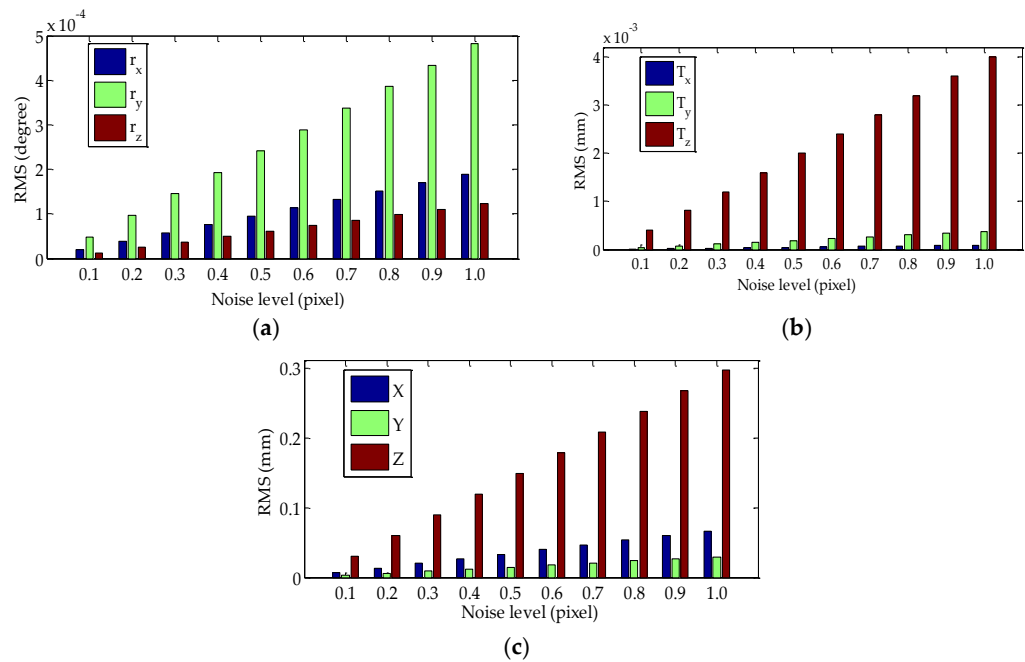 x 10-4
5
4
3
2
1
0
RMS (degree)
r_x
r_y
r_z
0.1 0.2 0.3 0.4 0.5 0.6 0.7 0.8 0.9 1.0
Noise level (pixel)
(a)
x 10-3
4
3
2
1
0
RMS (mm)
T_x
T_y
T_z
0.1 0.2 0.3 0.4 0.5 0.6 0.7 0.8 0.9 1.0
Noise level (pixel)
(b)
0.3
0.2
0.1
0
RMS (mm)
X
Y
Z
0.1 0.2 0.3 0.4 0.5 0.6 0.7 0.8 0.9 1.0
Noise level (pixel)
(c)